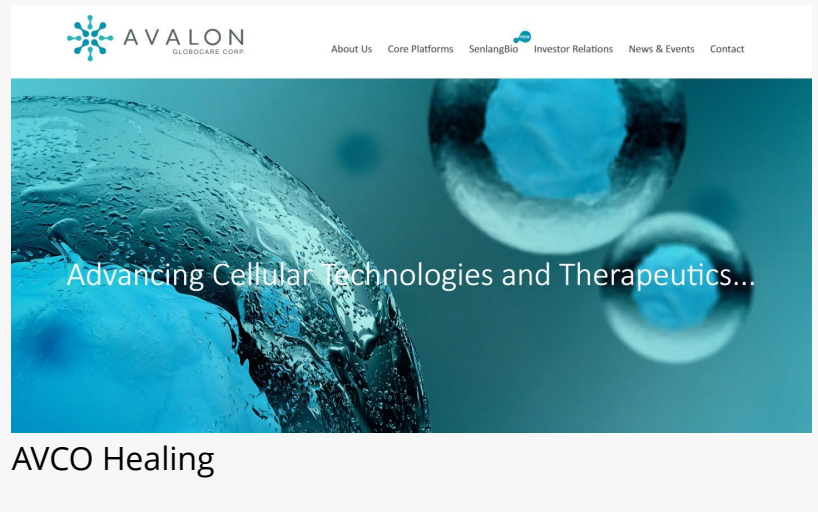 AVALON
GLOBOCARE CORP.
About Us Core Platforms SenlangBio New Investor Relations News & Events Contact
Advancing Cellular Technologies and Therapeutics...
AVCO Healing